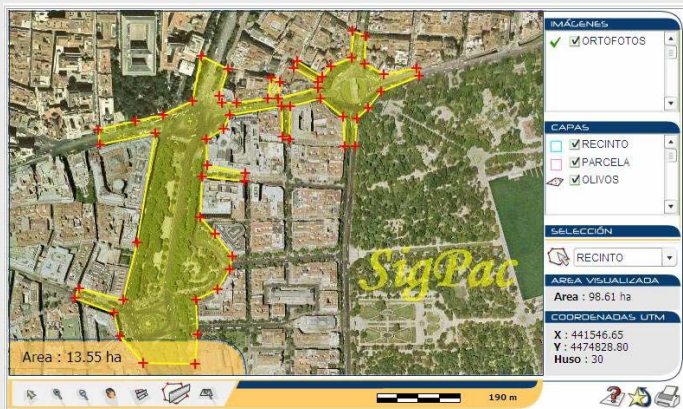 IMÁGENES
ORTOFOTOS
CAPAS
RECINTO
PARCELA
OLIVOS
SELECCIÓN
RECINTO
AREA VISUALIZADA
Area : 98.61 ha
COORDENADAS UTM
X : 441546.65
Y : 4474828.80
Huso : 30
SigPac
Area : 13.55 ha
190 m